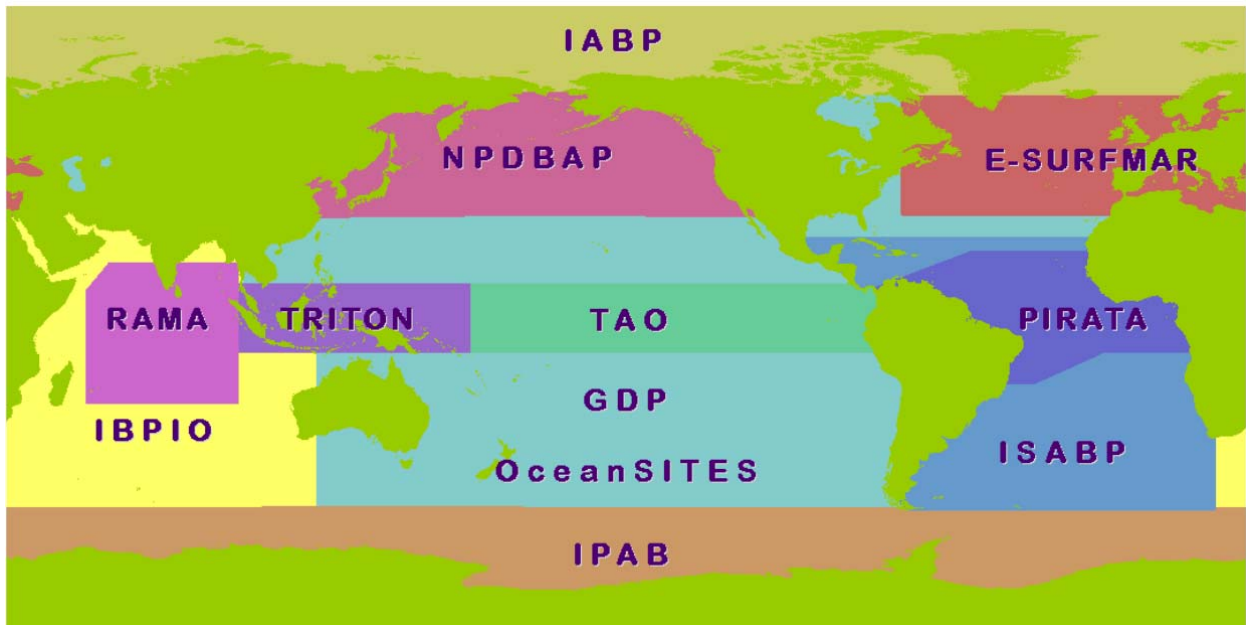 IABP
NPDBAP
E-SURFMAR
RAMA
TRITON
TAO
PIRATA
GDP
IBPIO
ISABP
OceanSITES
IPAB